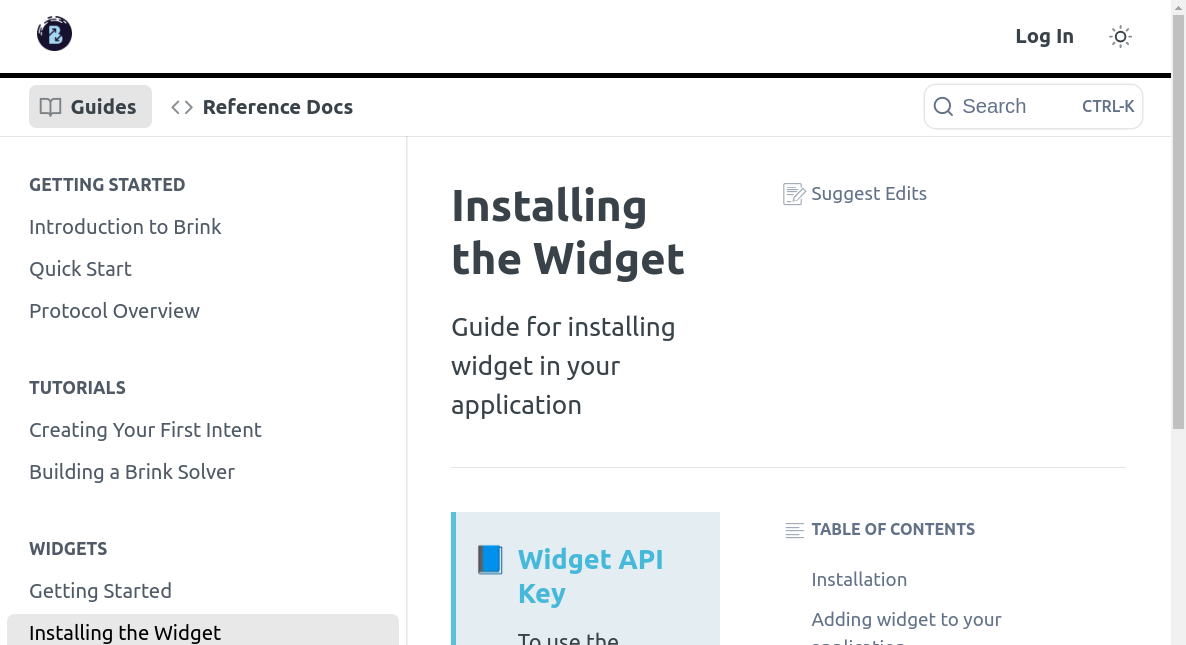 Log In
Guides
Reference Docs
Search
CTRL-K
GETTING STARTED
Introduction to Brink
Quick Start
Protocol Overview
TUTORIALS
Creating Your First Intent
Building a Brink Solver
WIDGETS
Getting Started
Installing the Widget
Installing
the Widget
Guide for installing
widget in your
application
Suggest Edits
Widget API
Key
To use the
TABLE OF CONTENTS
Installation
Adding widget to your
application